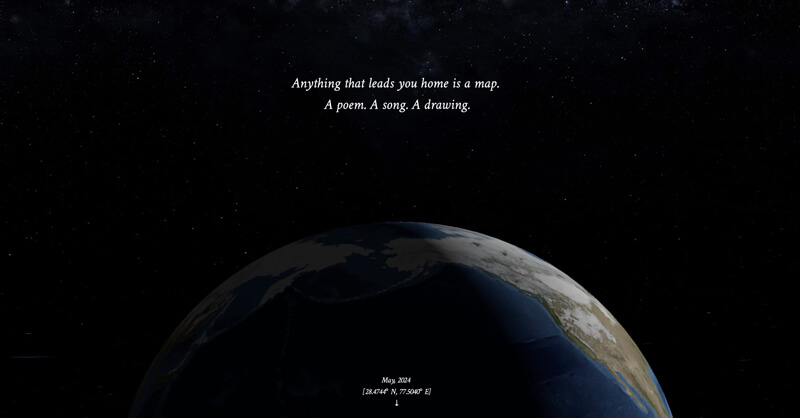 Anything that leads you home is a map.
A poem. A song. A drawing.
May, 2024
[28.4744° N, 77.5040° E]
↓